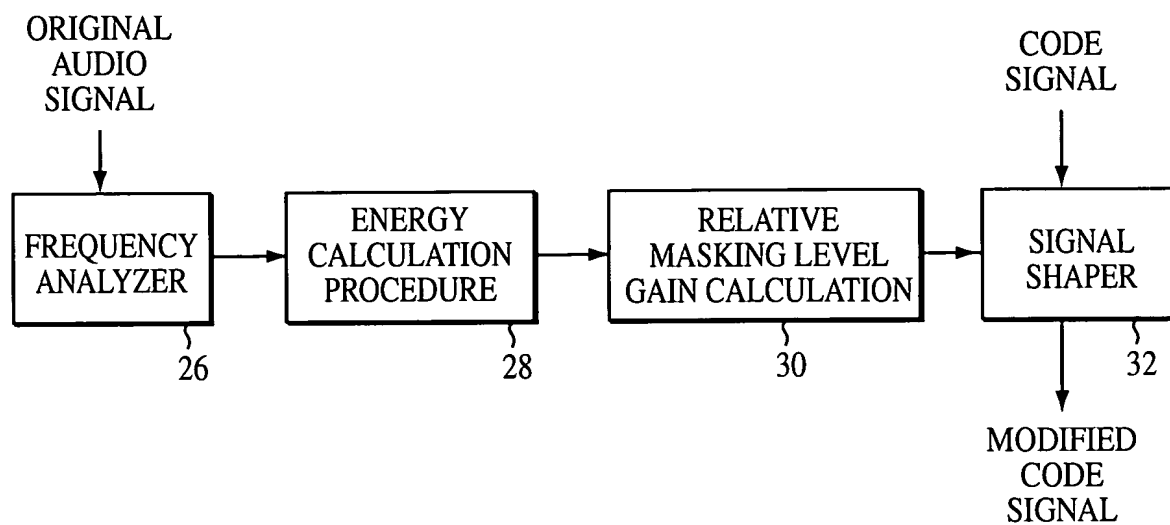 ORIGINAL
AUDIO
SIGNAL
CODE
SIGNAL
FREQUENCY
ANALYZER
ENERGY
CALCULATION
PROCEDURE
RELATIVE
MASKING LEVEL
GAIN CALCULATION
SIGNAL
SHAPER
26
28
30
32
MODIFIED
CODE
SIGNAL